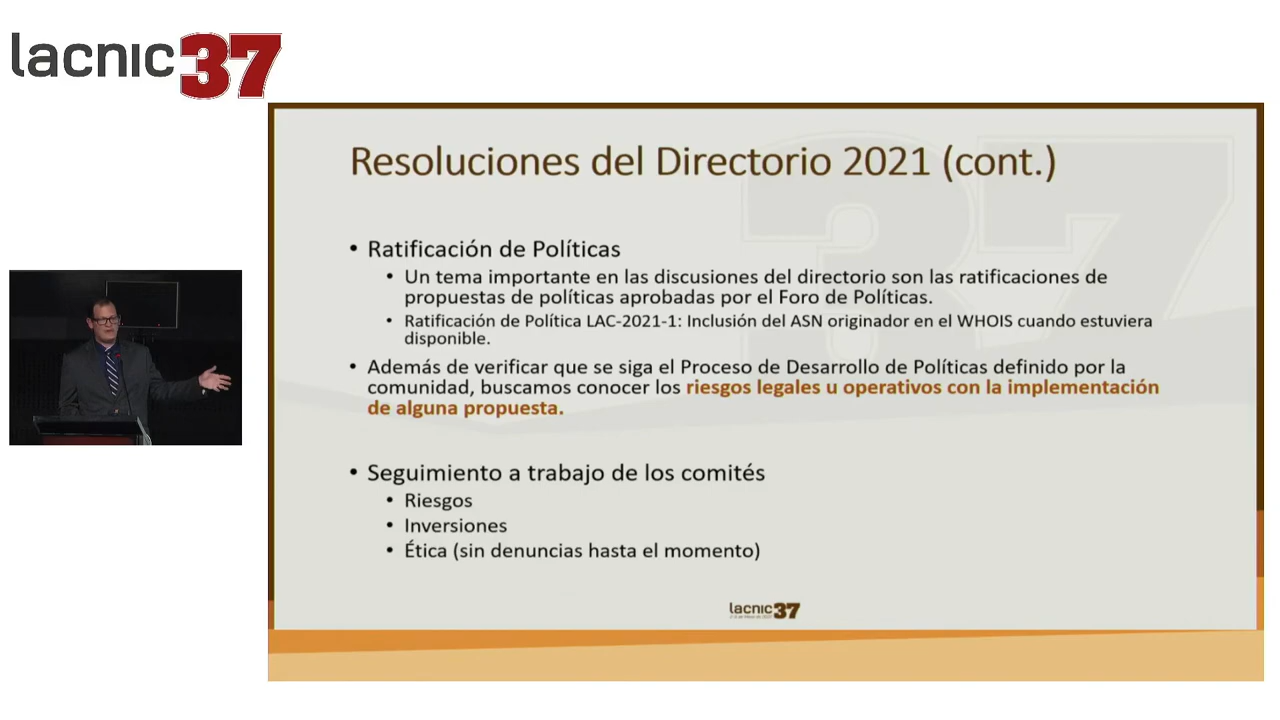 lacnic37
Resoluciones del Directorio 2021 (cont.)
• Ratificación de Políticas
• Un tema importante en las discusiones del directorio son las ratificaciones de
propuestas de políticas aprobadas por el Foro de Políticas.
• Ratificación de Política LAC-2021-1: Inclusión del ASN originador en el WHOIS cuando estuviera
disponible.
• Además de verificar que se siga el Proceso de Desarrollo de Políticas definido por la
comunidad, buscamos conocer los riesgos legales u operativos con la implementación
de alguna propuesta.
• Seguimiento a trabajo de los comités
• Riesgos
• Inversiones
• Ética (sin denuncias hasta el momento)
lacnic37